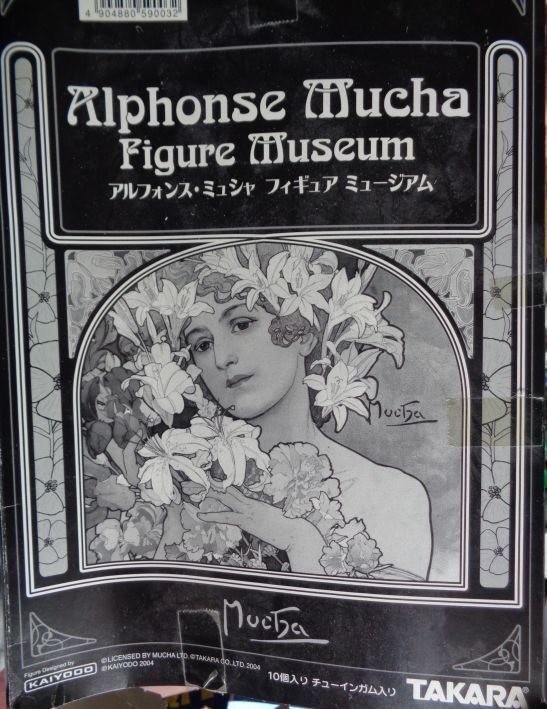 4 904880 590032
Alphonse Mucha
Figure Museum
アルフォンス・ミュシャ フィギュア ミュージアム
Mucha
Mucha
Figure Designed by
KAIYODO
©LICENSED BY MUCHA LTD. ©TAKARA CO., LTD. 2004
©KAIYODO 2004
10個入り チューインガム入り
TAKARA®